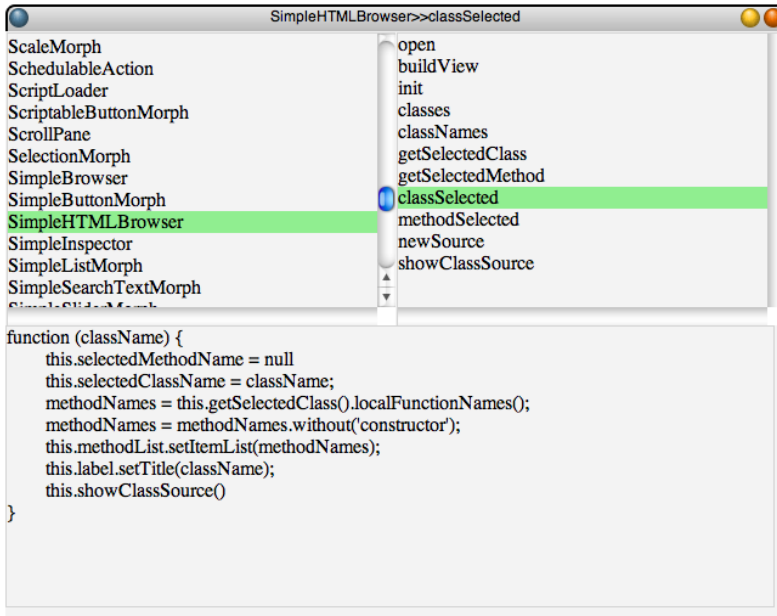 SimpleHTMLBrowser>>classSelected
ScaleMorph
SchedulableAction
ScriptLoader
ScriptableButtonMorph
ScrollPane
SelectionMorph
SimpleBrowser
SimpleButtonMorph
SimpleHTMLBrowser
SimpleInspector
SimpleListMorph
SimpleSearchTextMorph
SimpleSliderMorph
open
buildView
init
classes
classNames
getSelectedClass
getSelectedMethod
classSelected
methodSelected
newSource
showClassSource
function (className) {
this.selectedMethodName = null
this.selectedClassName = className;
methodNames = this.getSelectedClass().localFunctionNames();
methodNames = methodNames.without('constructor');
this.methodList.setItemList(methodNames);
this.label.setTitle(className);
this.showClassSource()
}